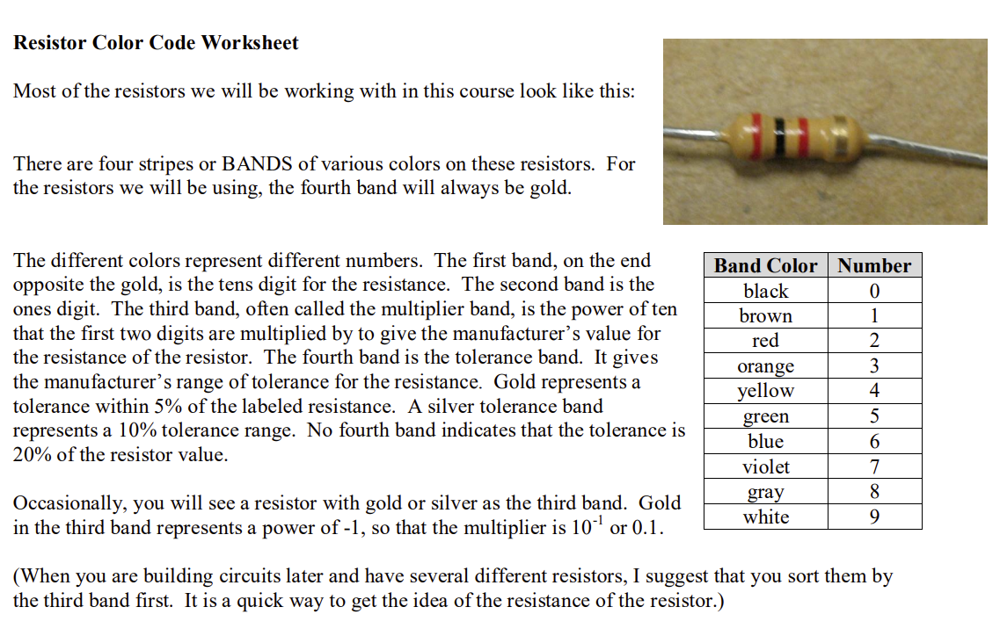 Resistor Color Code Worksheet
Most of the resistors we will be working with in this course look like this:
There are four stripes or BANDS of various colors on these resistors.  For
the resistors we will be using, the fourth band will always be gold.
The different colors represent different numbers.  The first band, on the end
opposite the gold, is the tens digit for the resistance.  The second band is the
ones digit.  The third band, often called the multiplier band, is the power of ten
that the first two digits are multiplied by to give the manufacturer's value for
the resistance of the resistor.  The fourth band is the tolerance band.  It gives
the manufacturer's range of tolerance for the resistance.  Gold represents a
tolerance within 5% of the labeled resistance.  A silver tolerance band
represents a 10% tolerance range.  No fourth band indicates that the tolerance is
20% of the resistor value.
Band Color Number
black 0
brown 1
red 2
orange 3
yellow 4
green 5
blue 6
violet 7
gray 8
white 9
Occasionally, you will see a resistor with gold or silver as the third band.  Gold
in the third band represents a power of -1, so that the multiplier is 10⁻¹ or 0.1.
(When you are building circuits later and have several different resistors, I suggest that you sort them by
the third band first.  It is a quick way to get the idea of the resistance of the resistor.)